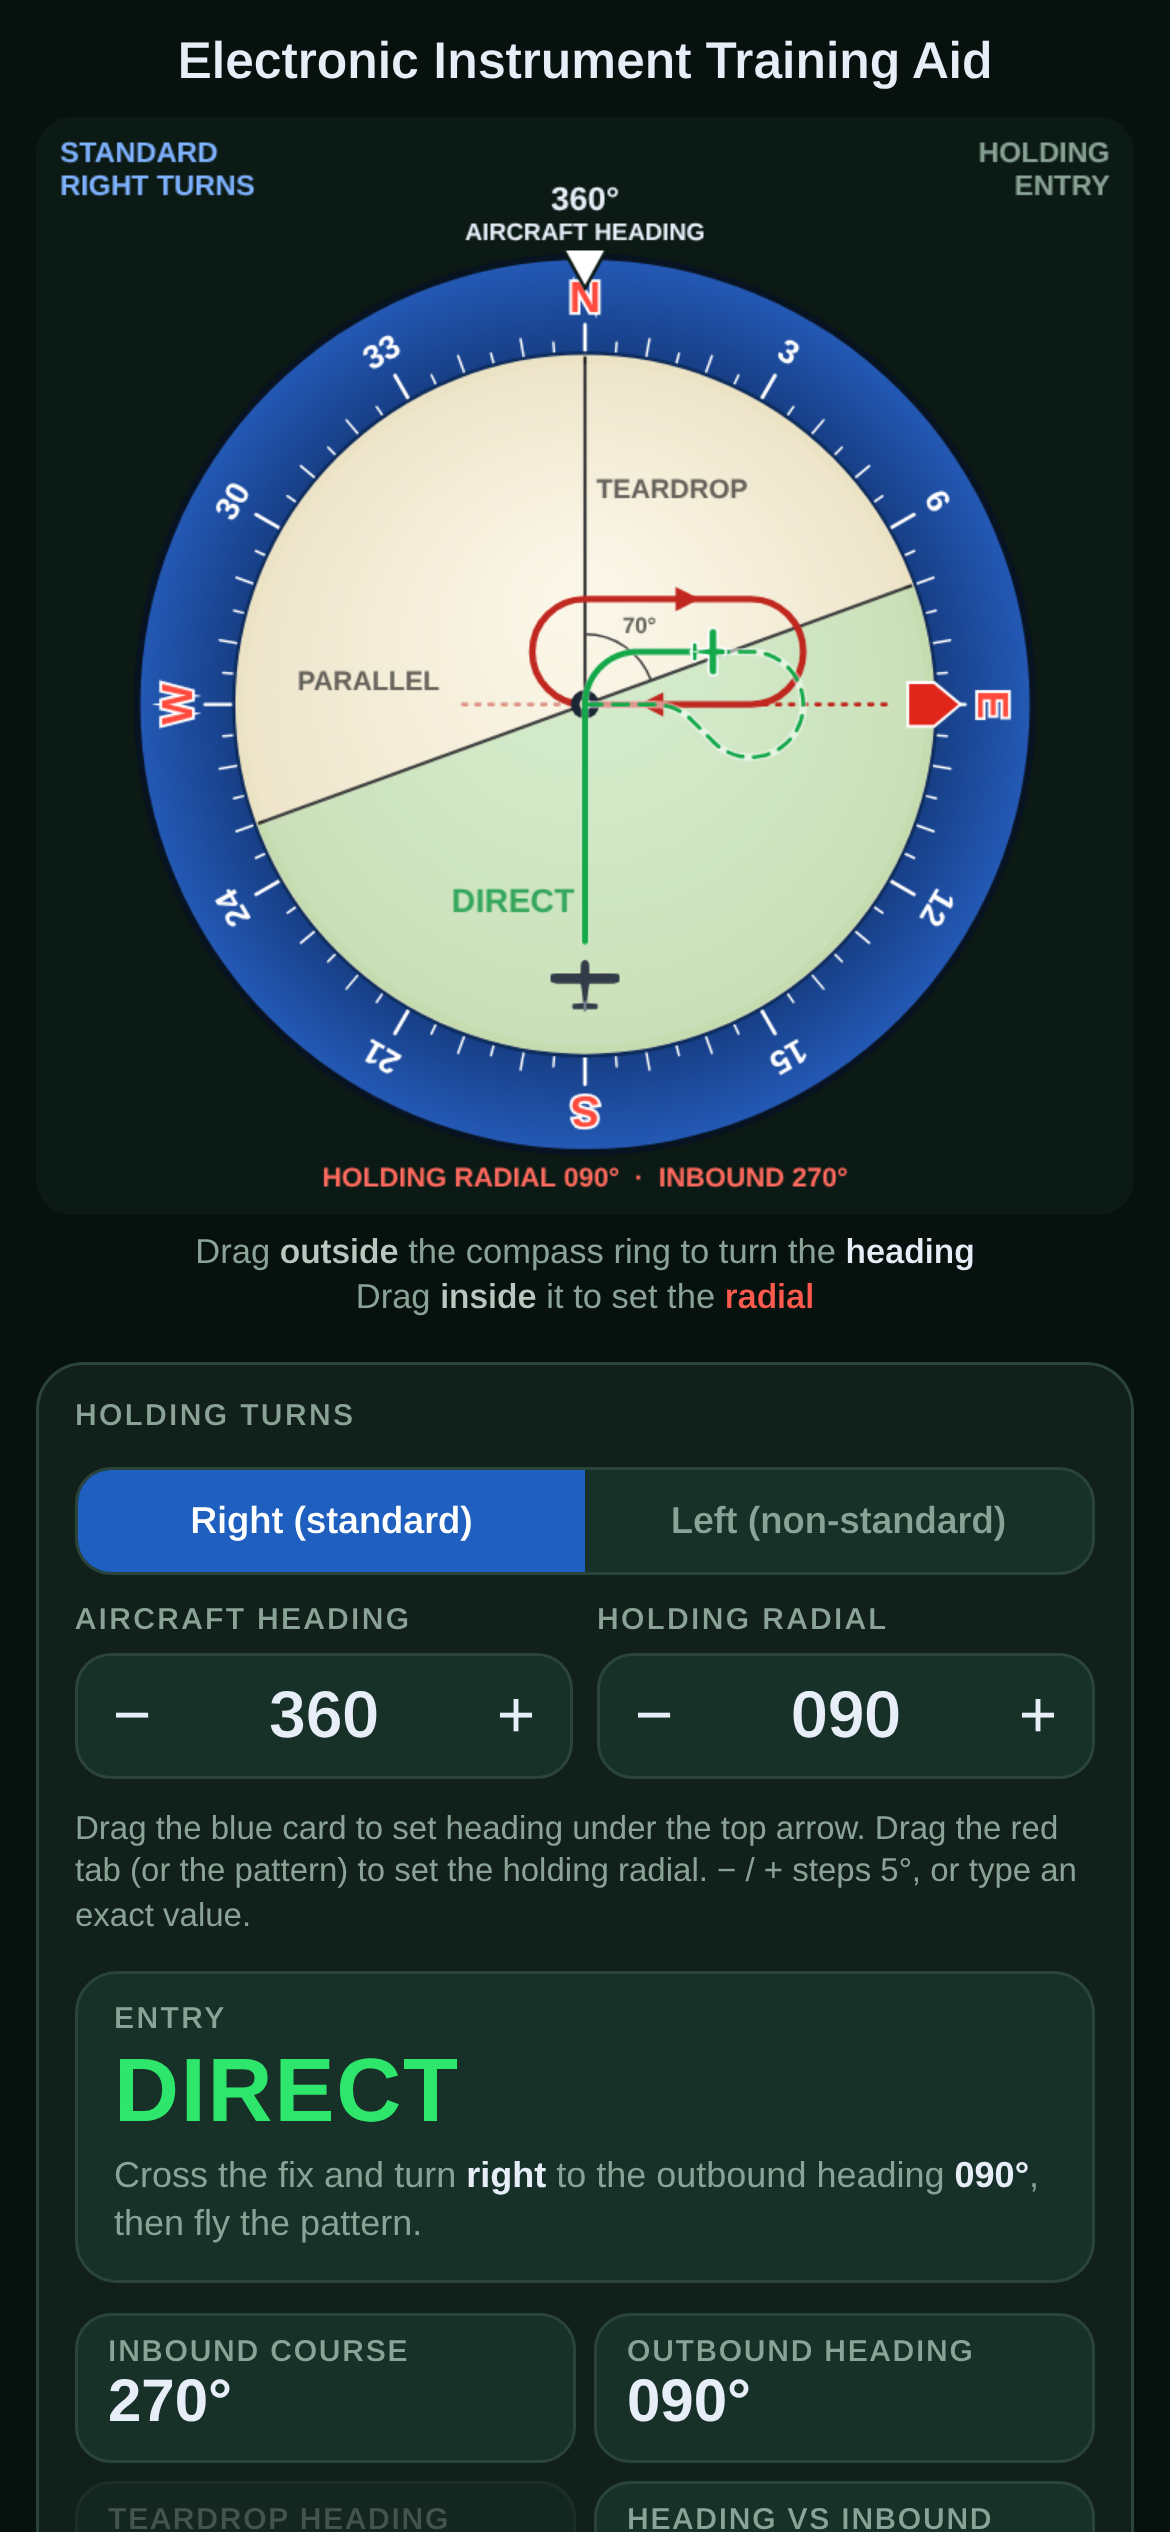 Electronic Instrument Training Aid
STANDARD
RIGHT TURNS
HOLDING
ENTRY
360°
AIRCRAFT HEADING
N
33
3
30
6
TEARDROP
70°
PARALLEL
W
E
24
12
DIRECT
21
15
S
HOLDING RADIAL 090° · INBOUND 270°
Drag outside the compass ring to turn the heading
Drag inside it to set the radial
HOLDING TURNS
Right (standard)
Left (non-standard)
AIRCRAFT HEADING
HOLDING RADIAL
− 360 +
− 090 +
Drag the blue card to set heading under the top arrow. Drag the red
tab (or the pattern) to set the holding radial. − / + steps 5°, or type an
exact value.
ENTRY
DIRECT
Cross the fix and turn right to the outbound heading 090°,
then fly the pattern.
INBOUND COURSE
270°
OUTBOUND HEADING
090°
TEARDROP HEADING
HEADING VS INBOUND